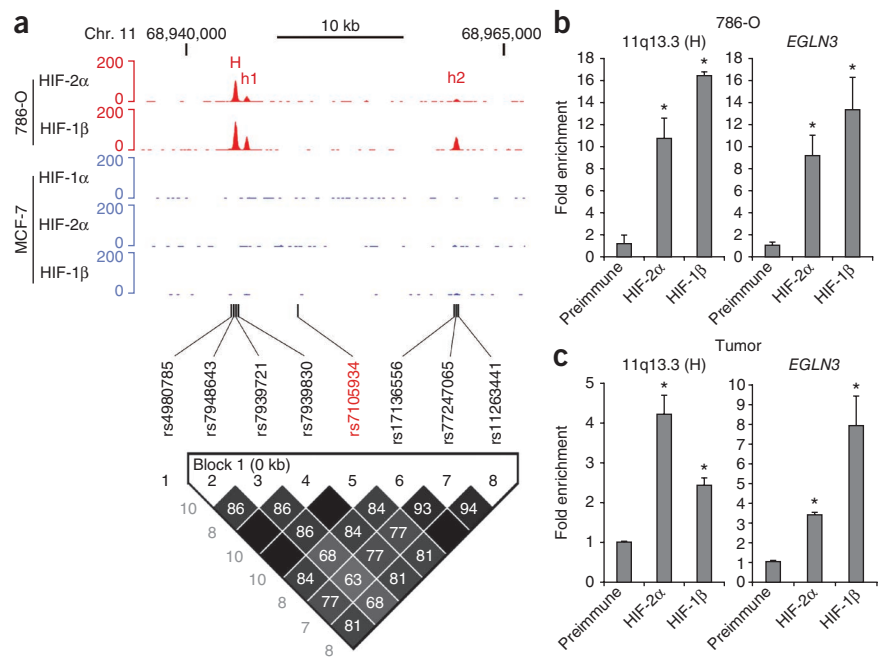 a
Chr. 11 68,940,000 10 kb 68,965,000
786-O
HIF-2α 200 0 H h1 h2
HIF-1β 200 0
MCF-7
HIF-1α 200 0
HIF-2α 200 0
HIF-1β 200 0
rs4980785
rs7948643
rs7939721
rs7939830
rs7105934
rs17136556
rs77247065
rs11263441
Block 1 (0 kb)
1 2 3 4 5 6 7 8
10 86 86 84 93 94
8 86 84 77
10 68 77 81
10 84 63 81
8 77 68
7 81
8
b
786-O
11q13.3 (H)
Fold enrichment
18
16
14
12
10
8
6
4
2
0
* *
Preimmune
HIF-2α
HIF-1β
EGLN3
18
16
14
12
10
8
6
4
2
0
* *
Preimmune
HIF-2α
HIF-1β
c
Tumor
11q13.3 (H)
Fold enrichment
5
4
3
2
1
0
* *
Preimmune
HIF-2α
HIF-1β
EGLN3
10
9
8
7
6
5
4
3
2
1
0
* *
Preimmune
HIF-2α
HIF-1β